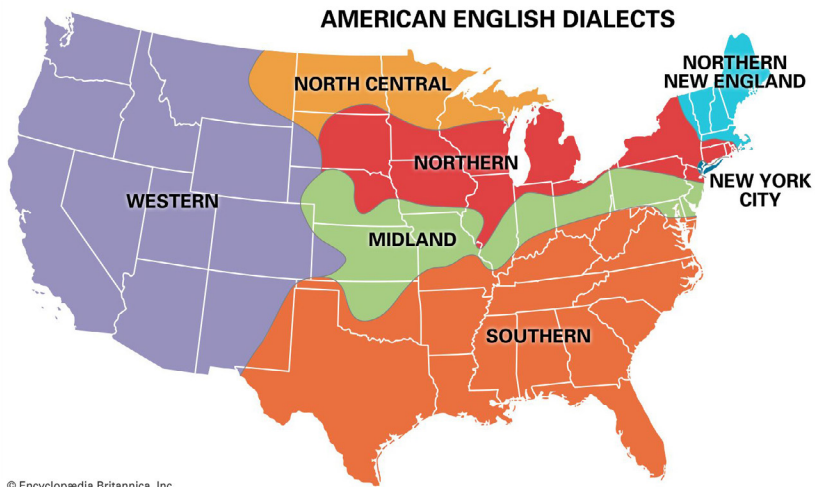 AMERICAN ENGLISH DIALECTS
NORTHERN
NEW ENGLAND
NORTH CENTRAL
NORTHERN
NEW YORK
CITY
WESTERN
MIDLAND
SOUTHERN
© Encyclopædia Britannica, Inc.